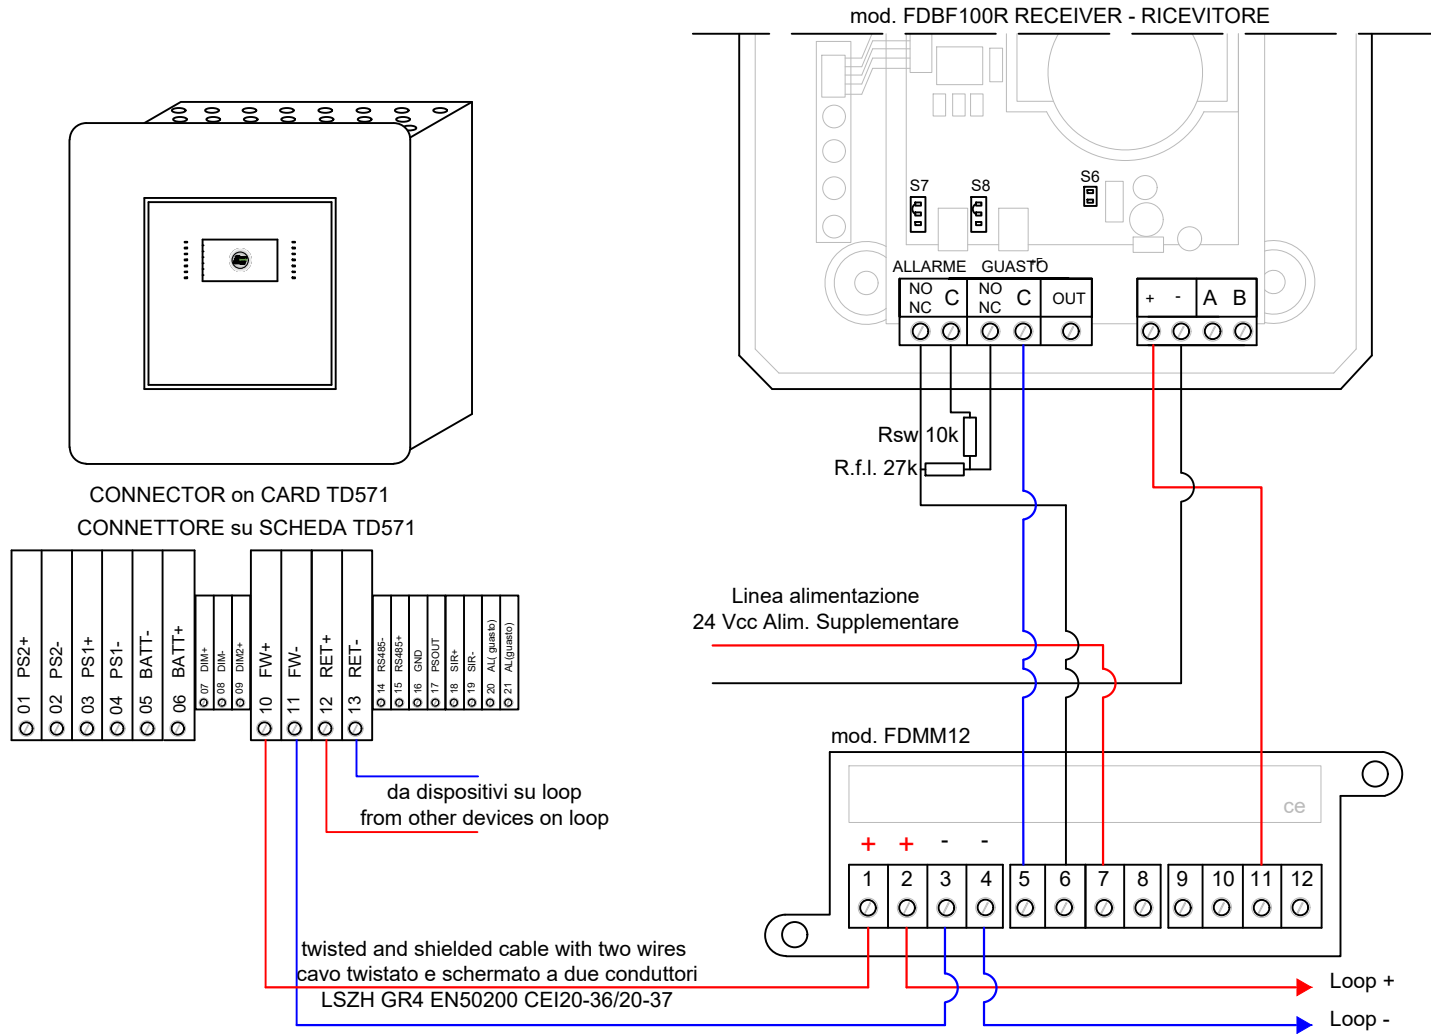 mod. FDBF100R RECEIVER - RICEVITORE
S7
S8
S6
ALLARME
GUASTO
NO
NC
C
NO
NC
C
OUT
+
-
A
B
Rsw 10k
R.f.l. 27k
CONNECTOR on CARD TD571
CONNETTORE su SCHEDA TD571
01 PS2+
02 PS2-
03 PS1+
04 PS1-
05 BATT-
06 BATT+
07 DIM+
08 DIM-
09 DIM2+
10 FW+
11 FW-
12 RET+
13 RET-
14 RS485-
15 RS485+
16 GND
17 PSOUT
18 SIR+
19 SIR-
20 AL( guasto)
21 AL(guasto)
Linea alimentazione
24 Vcc Alim. Supplementare
da dispositivi su loop
from other devices on loop
mod. FDMM12
ce
+ + - -
1 2 3 4 5 6 7 8 9 10 11 12
twisted and shielded cable with two wires
cavo twistato e schermato a due conduttori
LSZH GR4 EN50200 CEI20-36/20-37
Loop +
Loop -